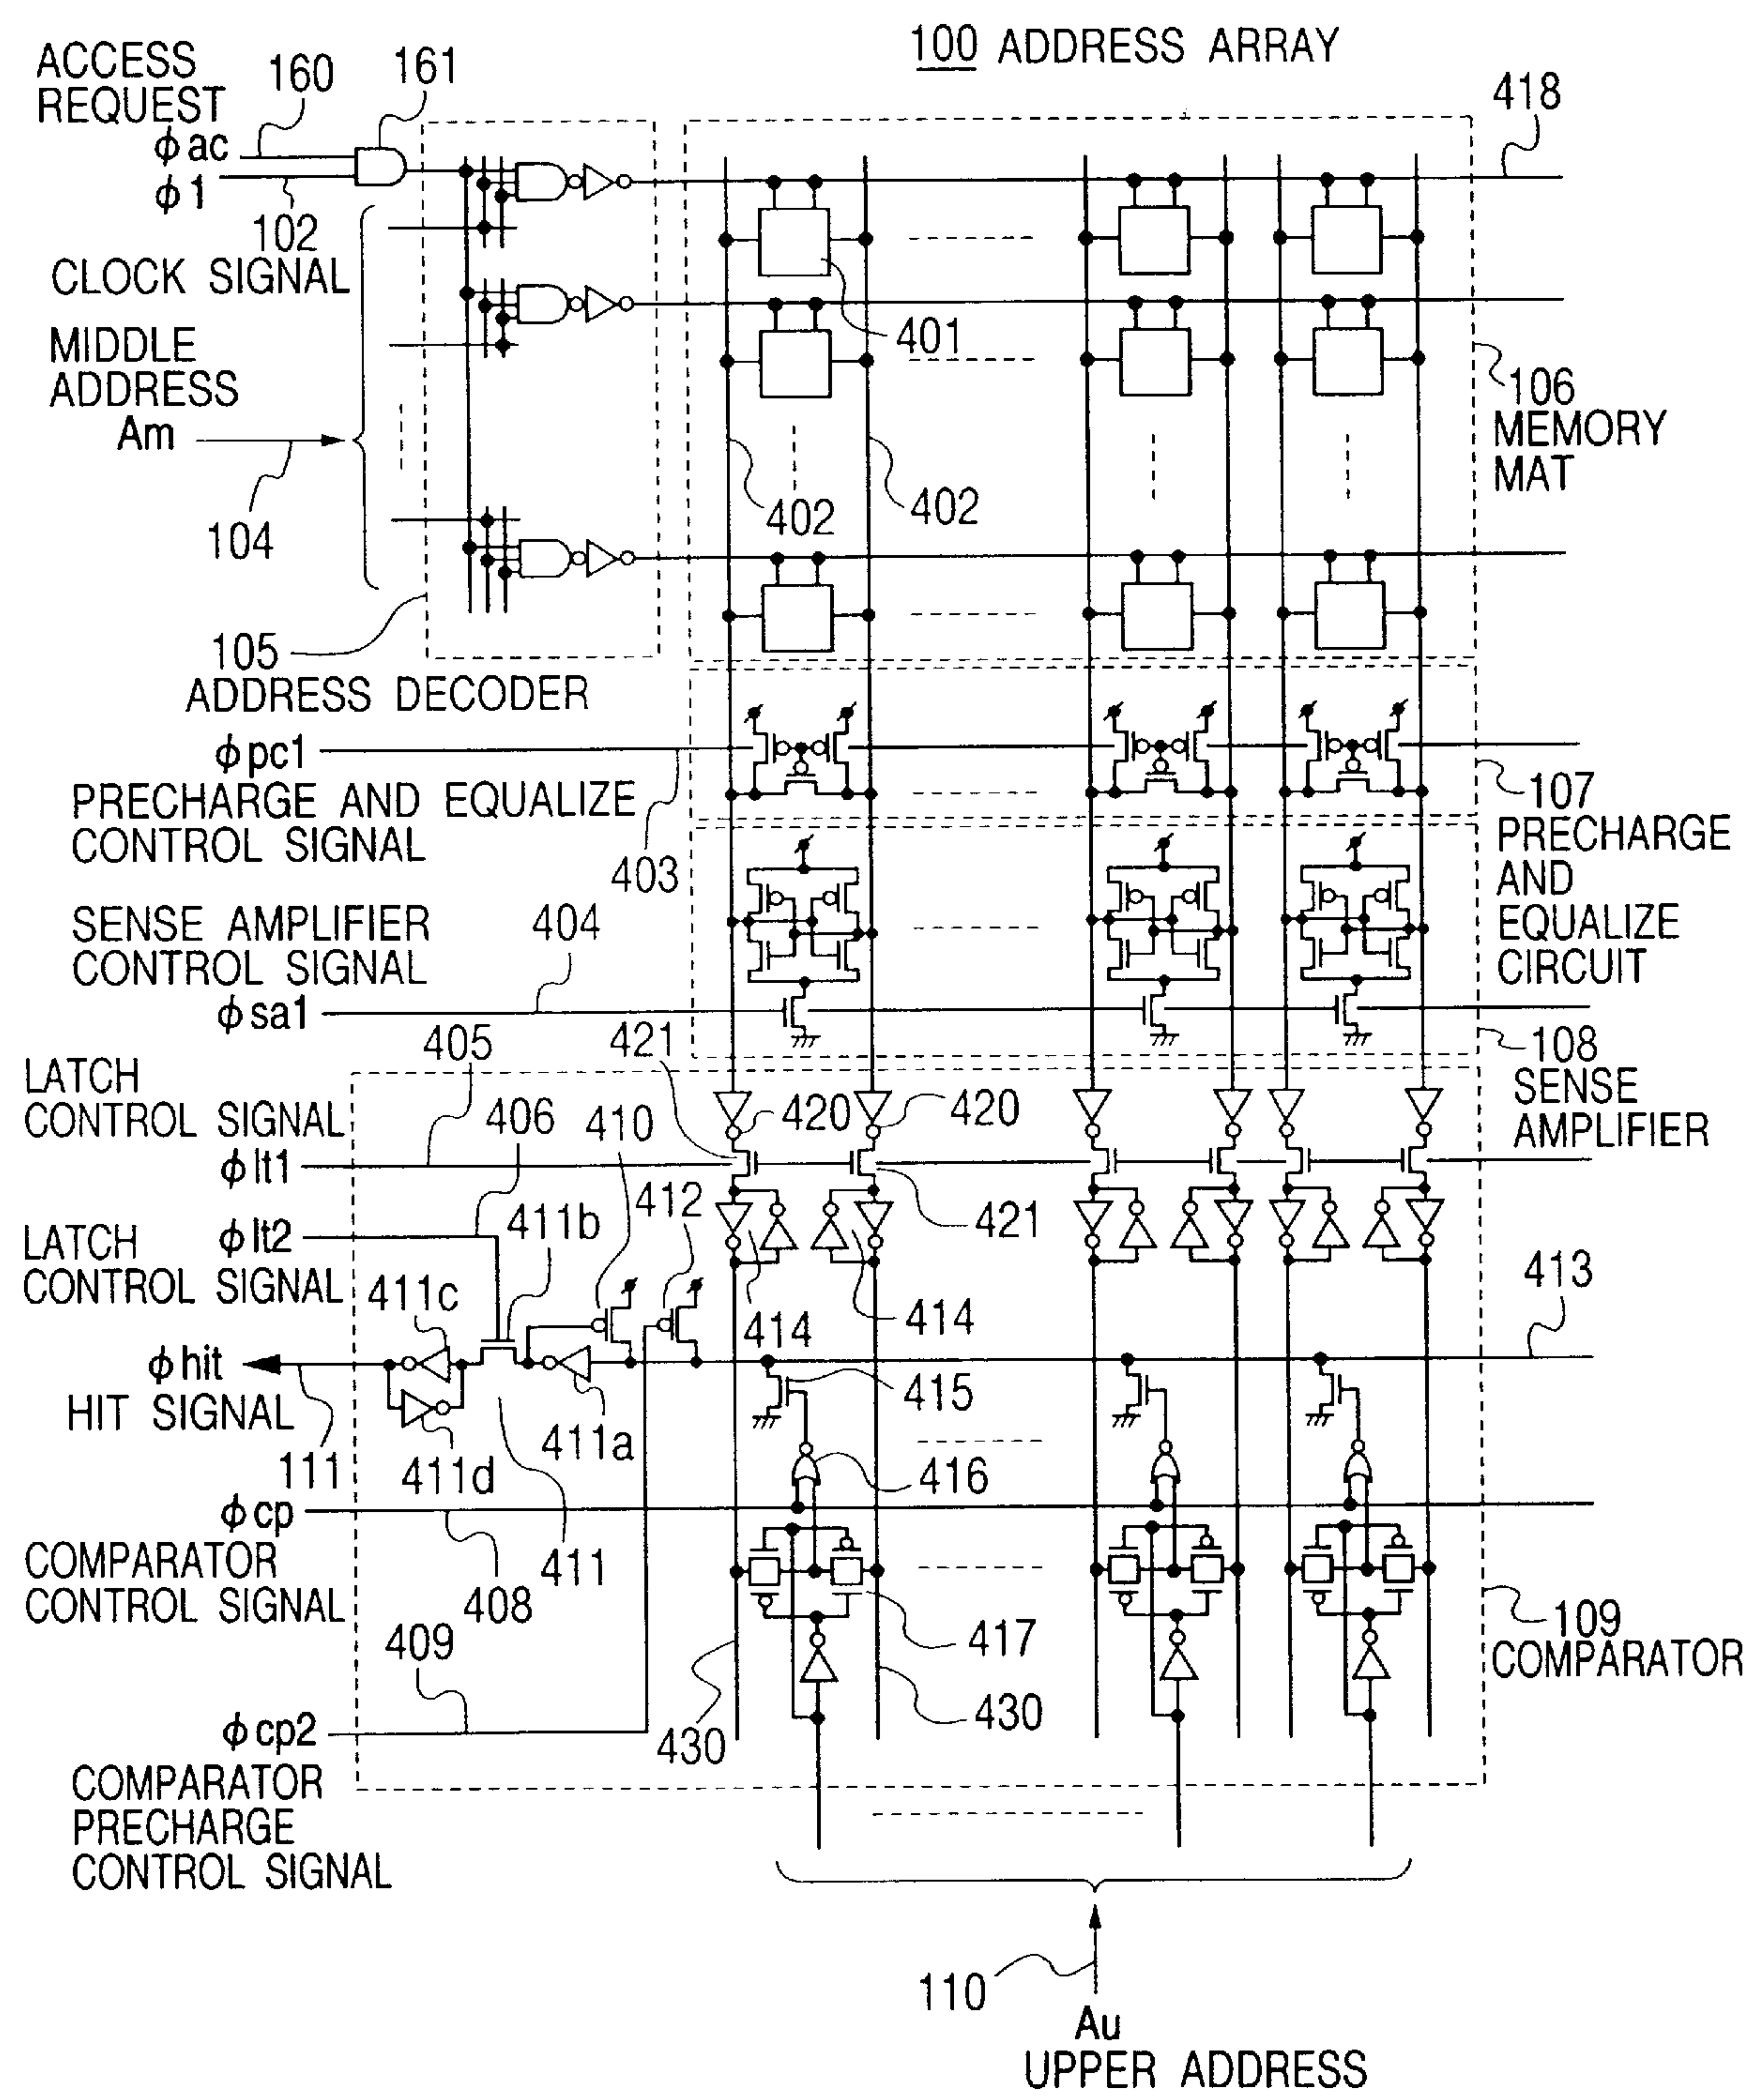 100 ADDRESS ARRAY
ACCESS
REQUEST
160
161
418
ϕac
ϕ1
102
CLOCK SIGNAL
401
MIDDLE
ADDRESS
Am
104
106
MEMORY
MAT
402
402
105
ADDRESS DECODER
ϕpc1
PRECHARGE AND EQUALIZE
CONTROL SIGNAL
403
107
PRECHARGE
AND
EQUALIZE
CIRCUIT
SENSE AMPLIFIER
CONTROL SIGNAL
404
ϕsa1
405
421
108
SENSE
AMPLIFIER
LATCH
CONTROL SIGNAL
406
410
420
420
ϕlt1
412
421
LATCH
CONTROL SIGNAL
ϕlt2
411b
413
411c
414
414
ϕhit
HIT SIGNAL
415
111
411d
411a
416
ϕcp
COMPARATOR
CONTROL SIGNAL
408
411
417
109
COMPARATOR
409
ϕcp2
430
430
COMPARATOR
PRECHARGE
CONTROL SIGNAL
110
Au
UPPER ADDRESS